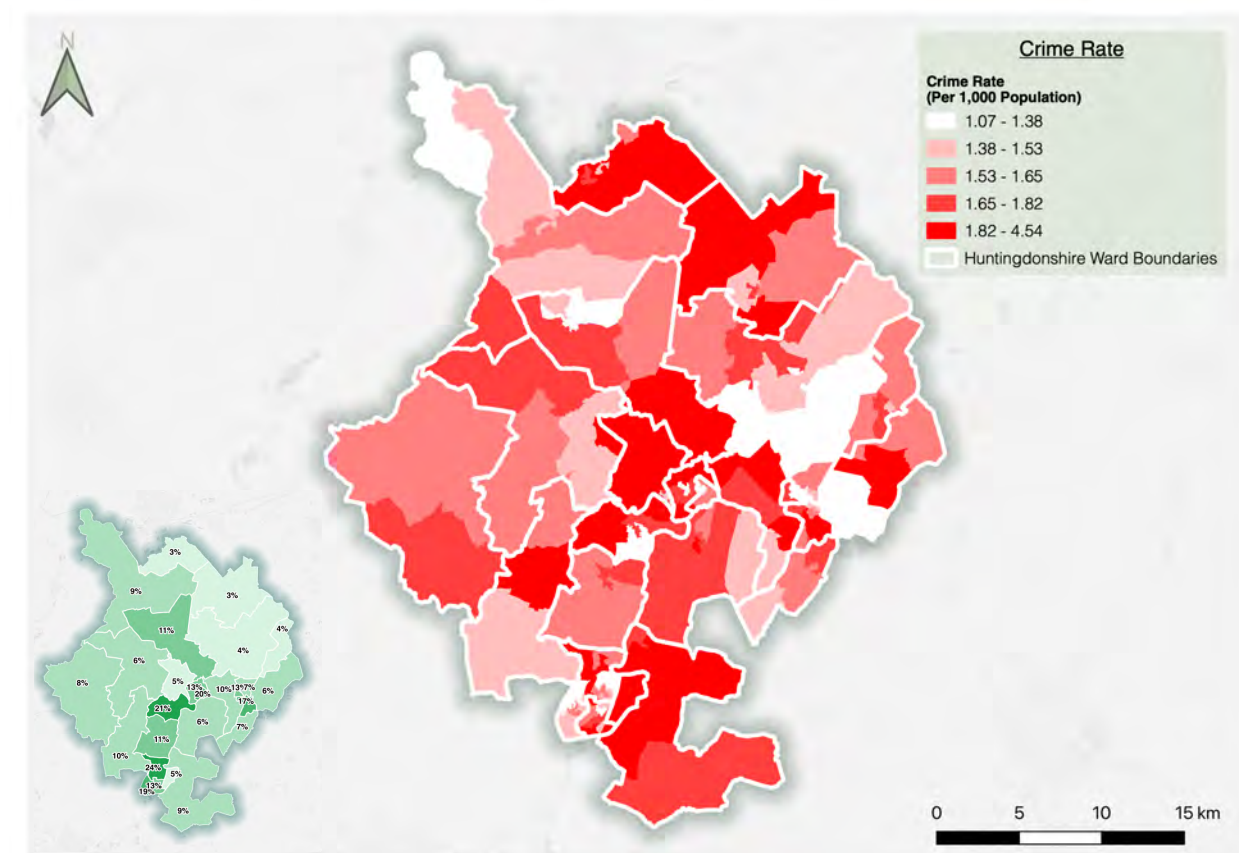 N
Crime Rate
Crime Rate
(Per 1,000 Population)
1.07 - 1.38
1.38 - 1.53
1.53 - 1.65
1.65 - 1.82
1.82 - 4.54
Huntingdonshire Ward Boundaries
3%
9%
3%
11%
4%
4%
6%
8%
5%
13%
20%
10%
13%
7%
6%
17%
21%
6%
7%
11%
10%
24%
5%
13%
19%
9%
0 5 10 15 km